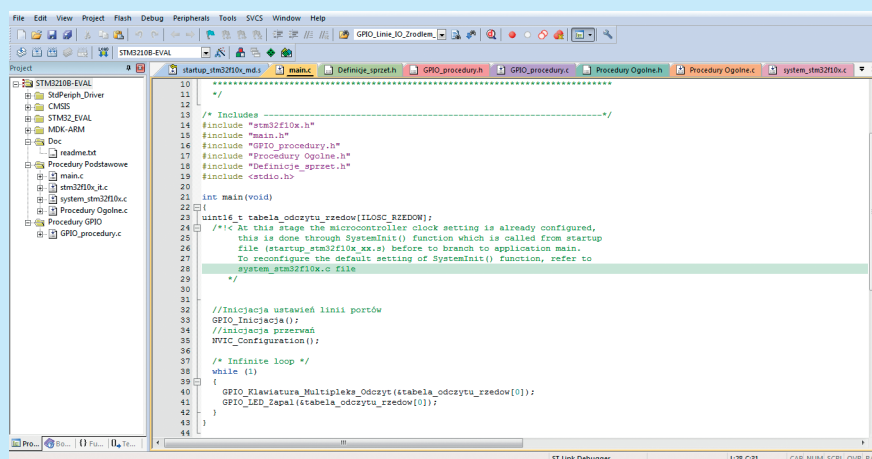 File Edit View Project Flash Debug Peripherals Tools SVCS Window Help
GPIO_Linie_IO_Zrodlem_
STM3210B-EVAL
Project
startup_stm32f10x_md.s main.c Definicje_sprzet.h GPIO_procedury.h GPIO_procedury.c Procedury Ogolne.h Procedury Ogolne.c system_stm32f10x.c
STM3210B-EVAL
StdPeriph_Driver
CMSIS
STM32_EVAL
MDK-ARM
Doc
readme.txt
Procedury Podstawowe
main.c
stm32f10x_it.c
system_stm32f10x.c
Procedury Ogolne.c
Procedury GPIO
GPIO_procedury.c
Pro... Bo... {} Fu... 0. Te...
10 ******************************************************************************
11 */
12
13 /* Includes ------------------------------------------------------------------*/
14 #include "stm32f10x.h"
15 #include "main.h"
16 #include "GPIO_procedury.h"
17 #include "Procedury Ogolne.h"
18 #include "Definicje_sprzet.h"
19 #include <stdio.h>
20
21 int main(void)
22 {
23 uint16_t tabela_odczytu_rzedow[ILOSC_RZEDOW];
24 /*!< At this stage the microcontroller clock setting is already configured,
25 this is done through SystemInit() function which is called from startup
26 file (startup_stm32f10x_xx.s) before to branch to application main.
27 To reconfigure the default setting of SystemInit() function, refer to
28 system_stm32f10x.c file
29 */
30
31
32 //Inicjacja ustawień linii portów
33 GPIO_Inicjacja();
34 //inicjacja przerwań
35 NVIC_Configuration();
36
37 /* Infinite loop */
38 while (1)
39 {
40 GPIO_Klawiatura_Multipleks_Odczyt(&tabela_odczytu_rzedow[0]);
41 GPIO_LED_Zapal(&tabela_odczytu_rzedow[0]);
42 }
43 }
44
ST-Link Debugger L:28 C:31 CAP NUM SCRL OVR